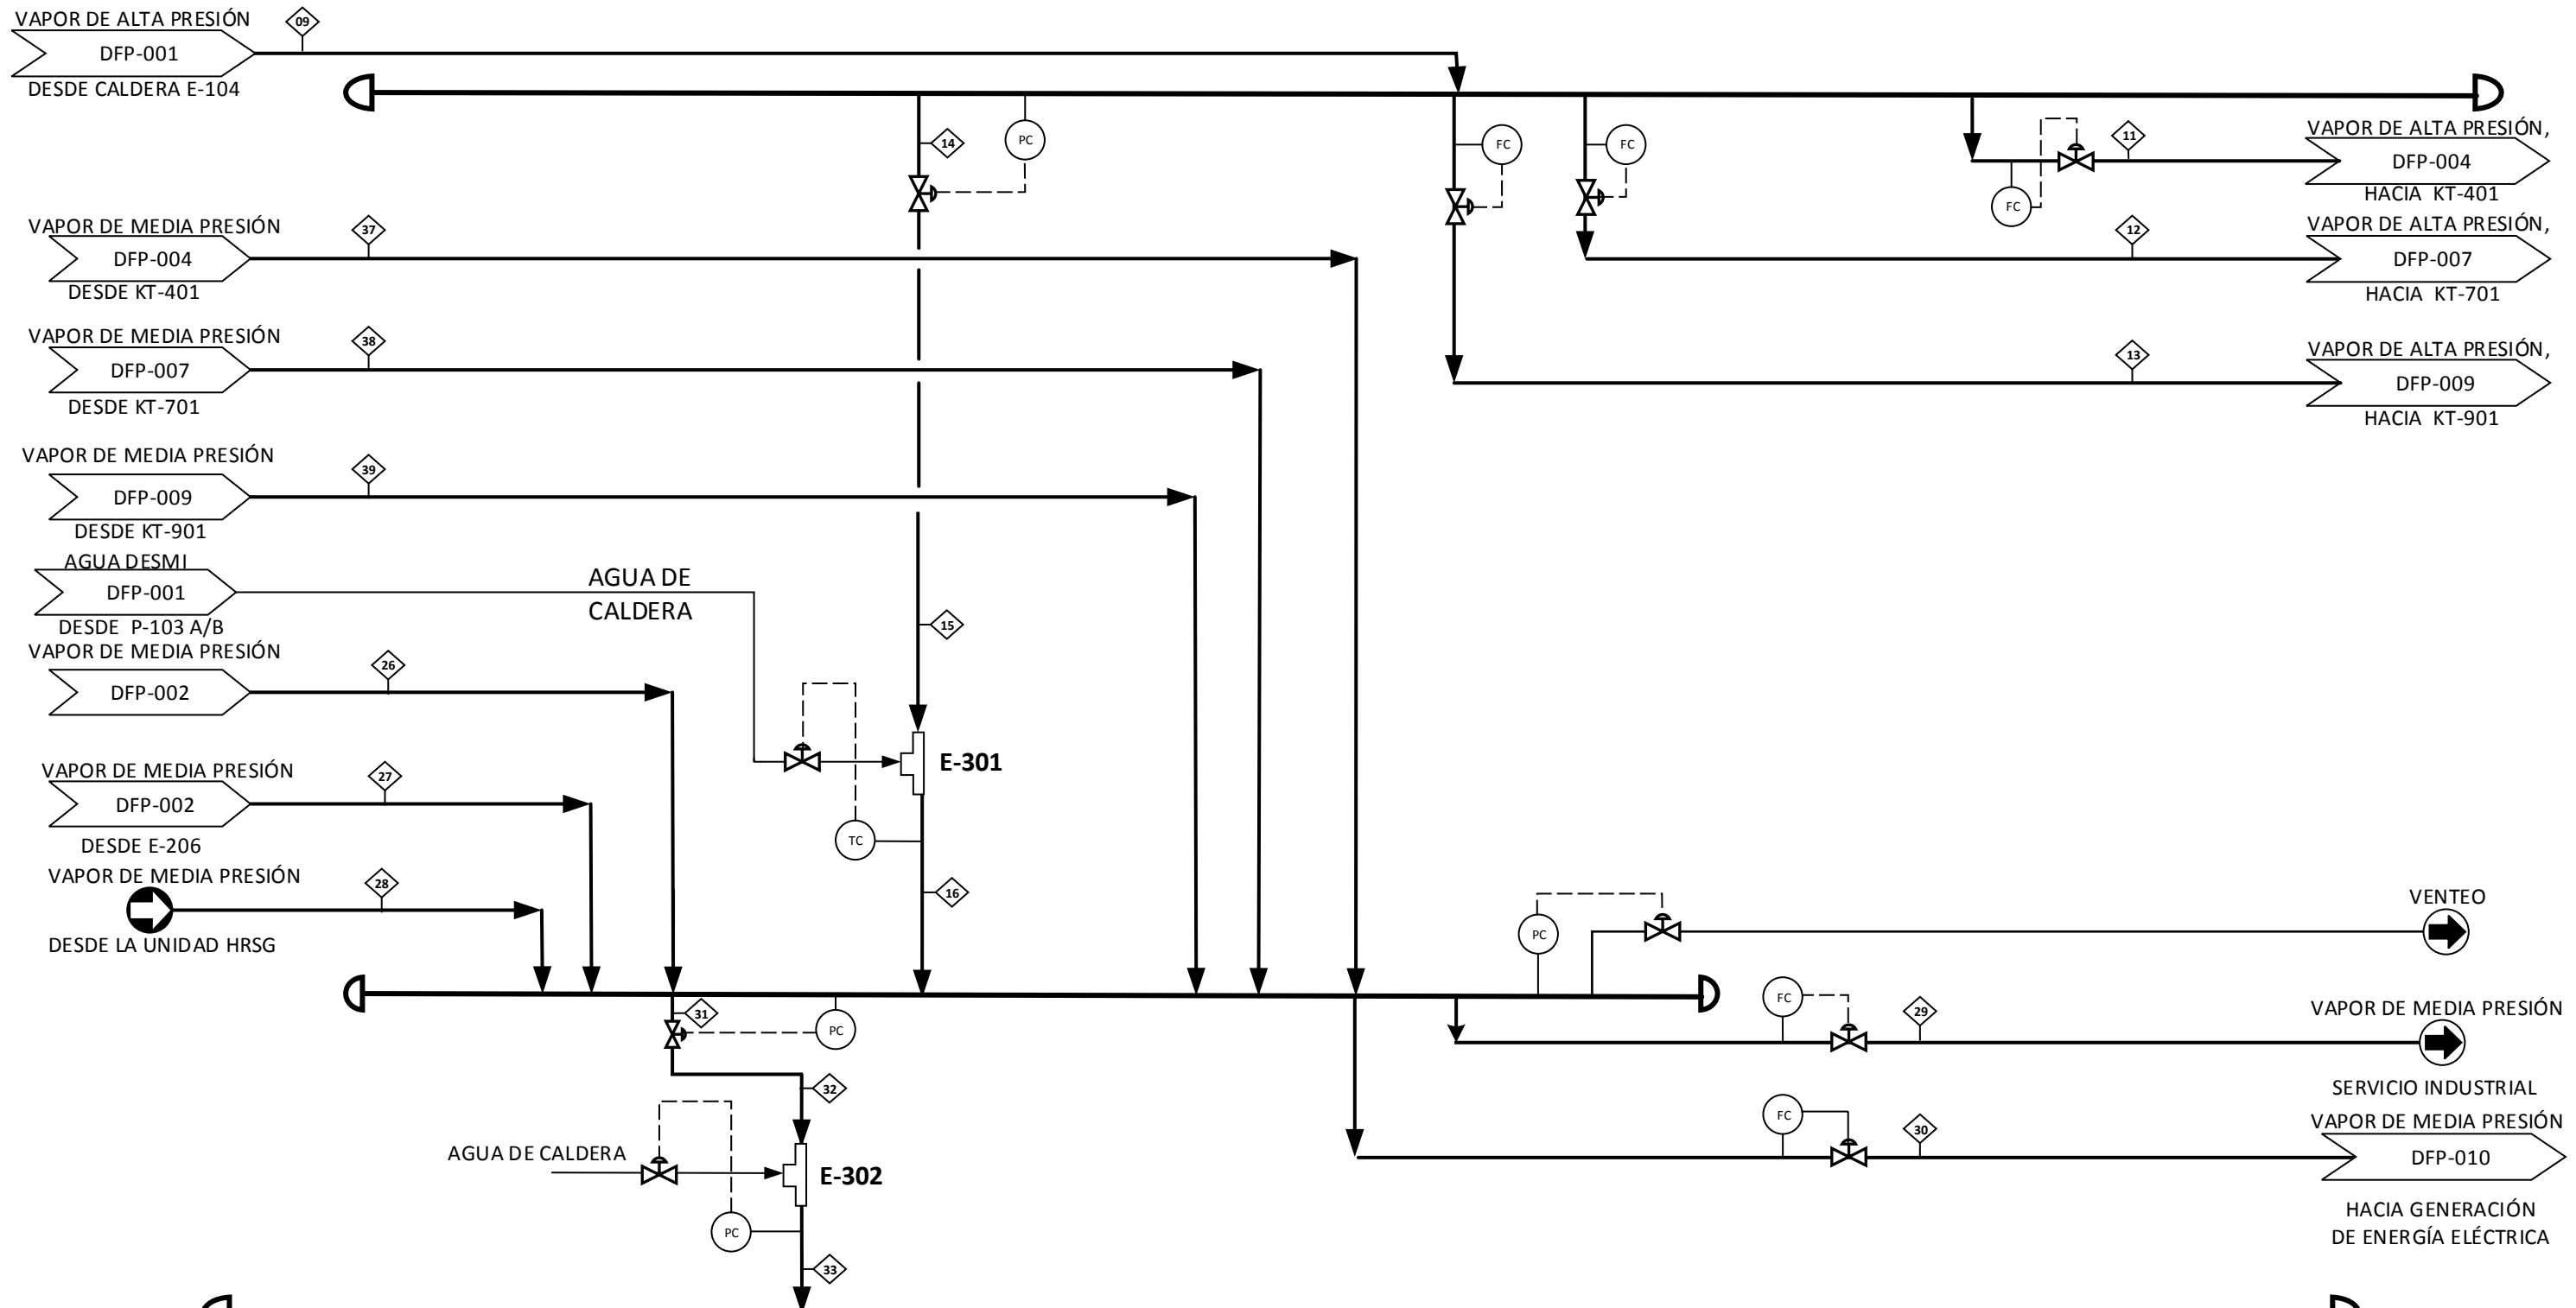 VAPOR DE ALTA PRESIÓN
09
DFP-001
DESDE CALDERA E-104
14
PC
FC
FC
11
VAPOR DE ALTA PRESIÓN,
DFP-004
HACIA KT-401
FC
VAPOR DE MEDIA PRESIÓN
37
DFP-004
DESDE KT-401
12
VAPOR DE ALTA PRESIÓN,
DFP-007
HACIA KT-701
VAPOR DE MEDIA PRESIÓN
38
DFP-007
DESDE KT-701
13
VAPOR DE ALTA PRESIÓN,
DFP-009
HACIA KT-901
VAPOR DE MEDIA PRESIÓN
39
DFP-009
DESDE KT-901
AGUA DESMI
DFP-001
DESDE P-103 A/B
AGUA DE
CALDERA
15
VAPOR DE MEDIA PRESIÓN
26
DFP-002
E-301
VAPOR DE MEDIA PRESIÓN
27
DFP-002
DESDE E-206
TC
VAPOR DE MEDIA PRESIÓN
28
DESDE LA UNIDAD HRSG
16
PC
VENTEO
31
PC
FC
29
VAPOR DE MEDIA PRESIÓN
SERVICIO INDUSTRIAL
32
FC
30
VAPOR DE MEDIA PRESIÓN
DFP-010
HACIA GENERACIÓN
DE ENERGÍA ELÉCTRICA
AGUA DE CALDERA
E-302
PC
33